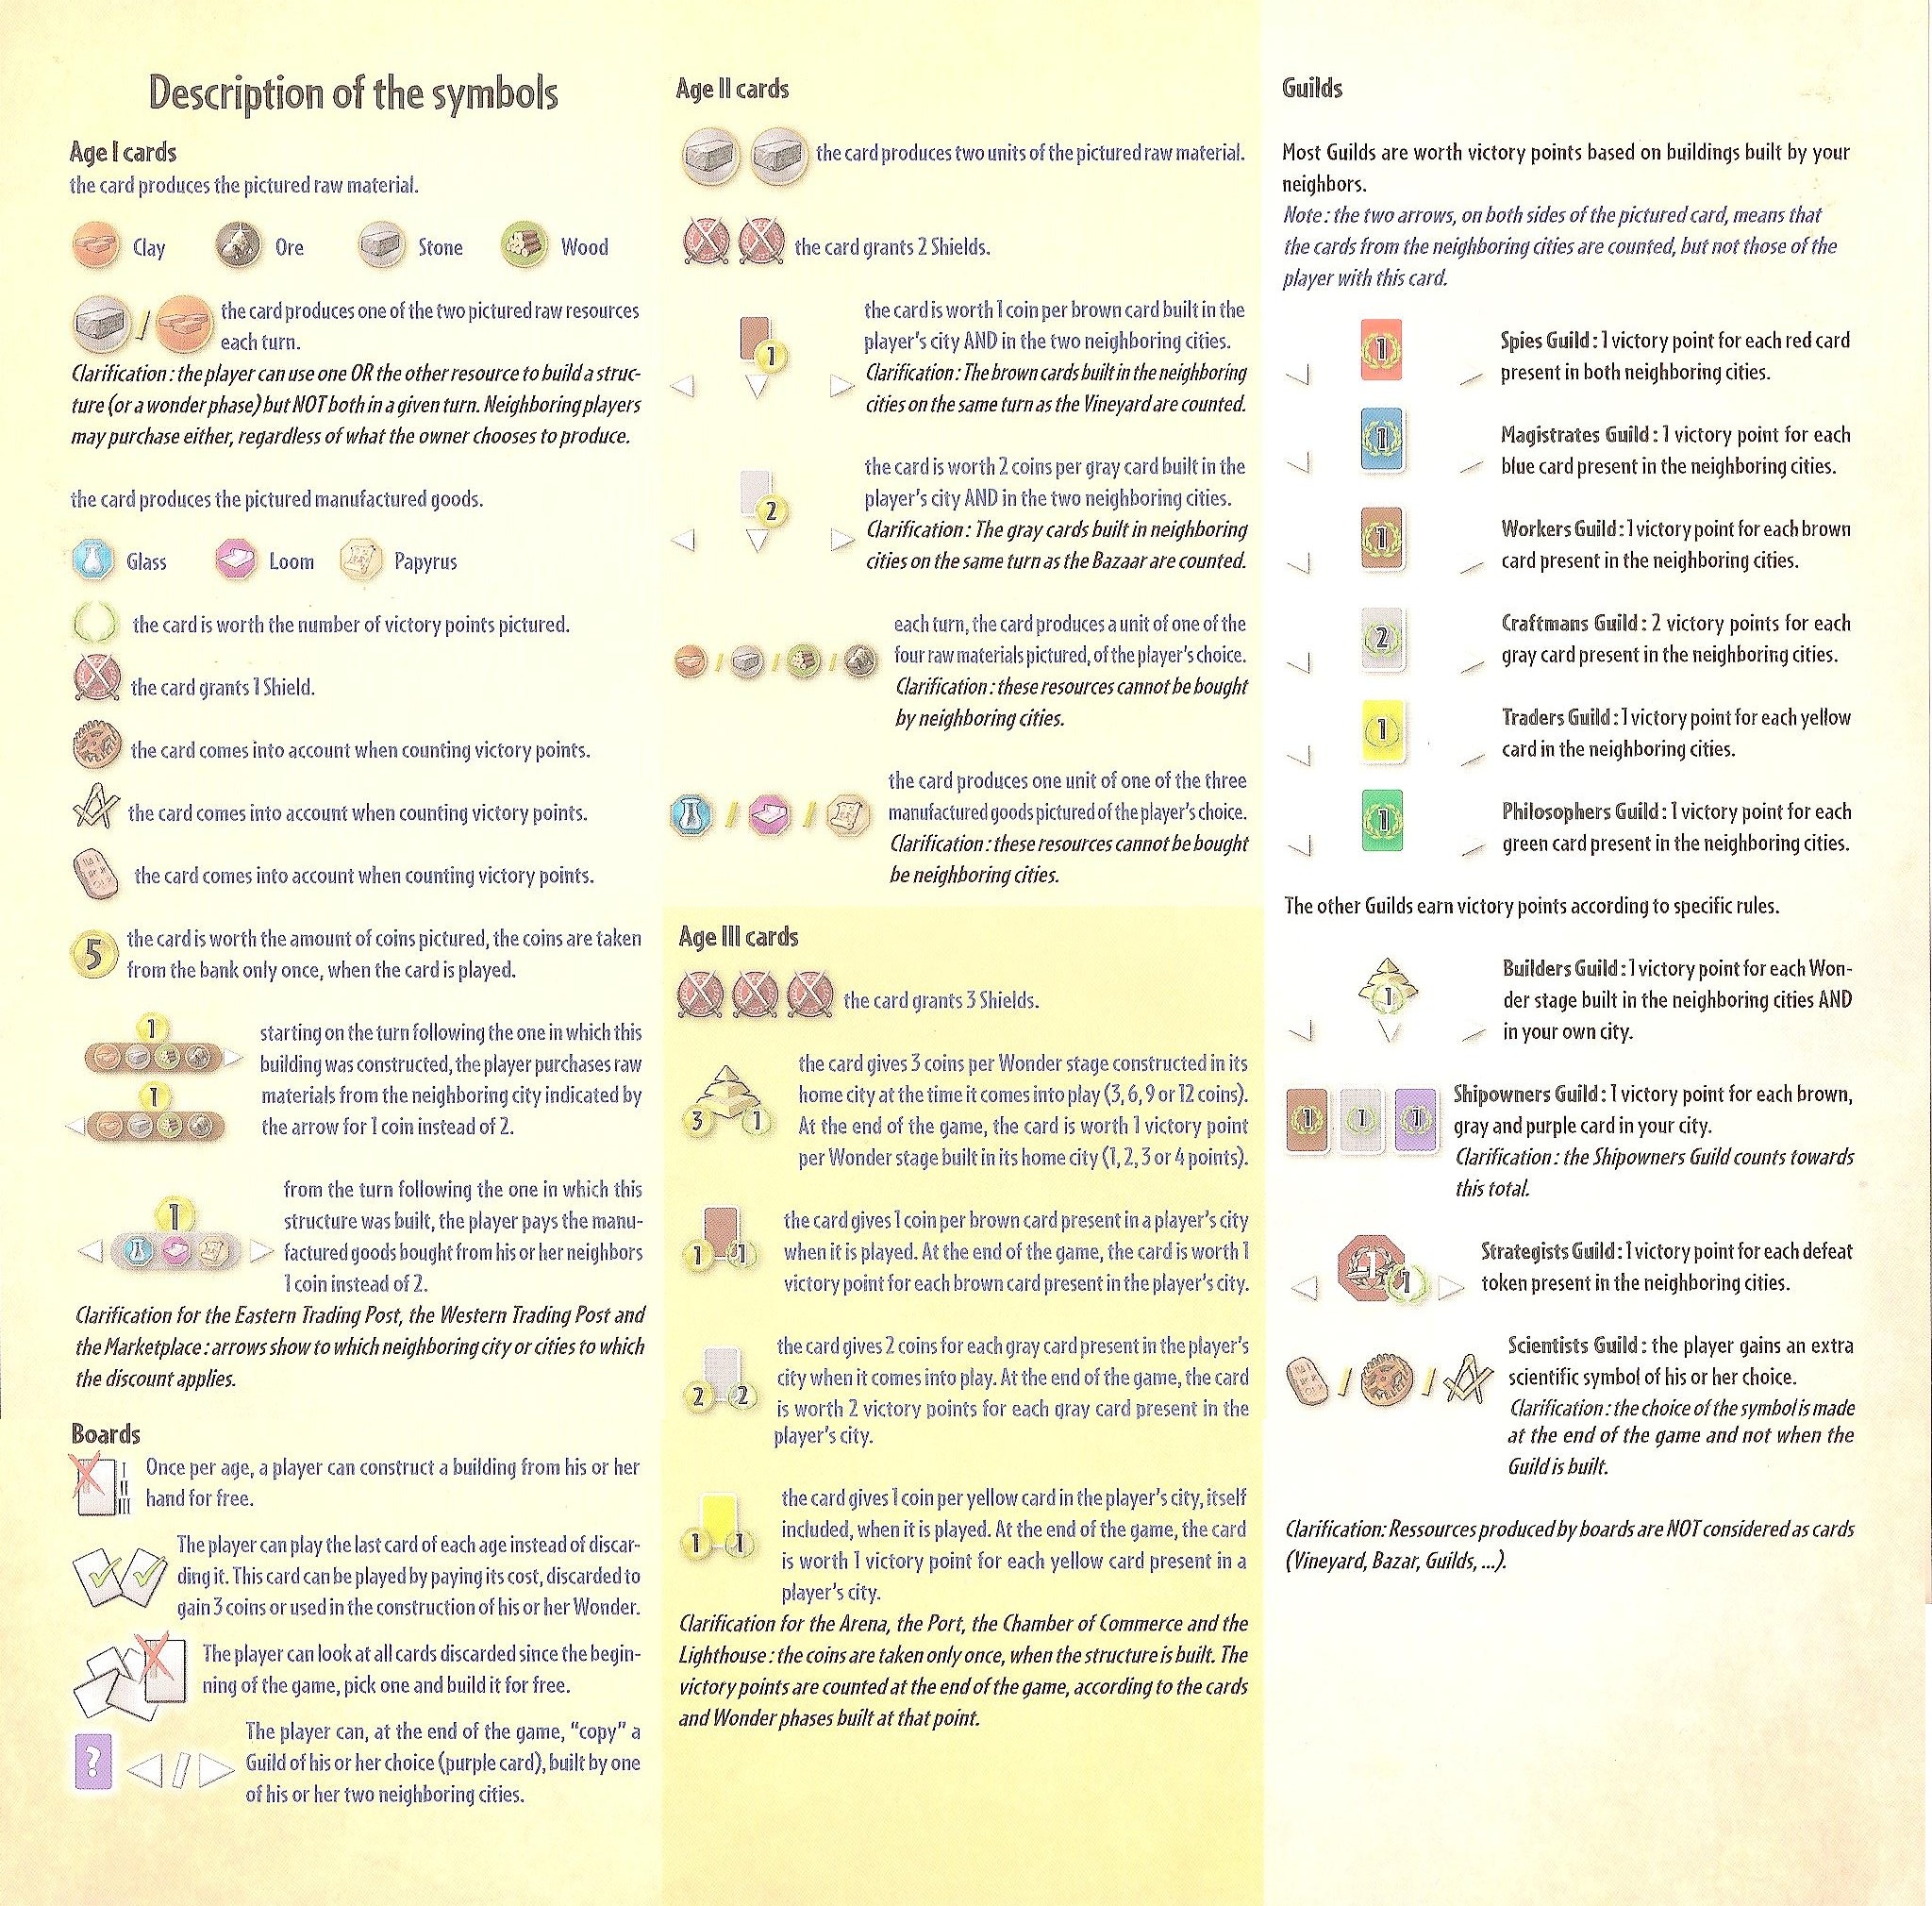 Description of the symbols
Age I cards
the card produces the pictured raw material.
Clay Ore Stone Wood
/ the card produces one of the two pictured raw resources
each turn.
Clarification : the player can use one OR the other resource to build a struc-
ture (or a wonder phase) but NOT both in a given turn. Neighboring players
may purchase either, regardless of what the owner chooses to produce.
the card produces the pictured manufactured goods.
Glass Loom Papyrus
the card is worth the number of victory points pictured.
the card grants 1 Shield.
the card comes into account when counting victory points.
the card comes into account when counting victory points.
the card comes into account when counting victory points.
5
the card is worth the amount of coins pictured, the coins are taken
from the bank only once, when the card is played.
1
1
starting on the turn following the one in which this
building was constructed, the player purchases raw
materials from the neighboring city indicated by
the arrow for 1 coin instead of 2.
1
from the turn following the one in which this
structure was built, the player pays the manu-
factured goods bought from his or her neighbors
1 coin instead of 2.
Clarification for the Eastern Trading Post, the Western Trading Post and
the Marketplace : arrows show to which neighboring city or cities to which
the discount applies.
Boards
I
II
III
Once per age, a player can construct a building from his or her
hand for free.
The player can play the last card of each age instead of discar-
ding it. This card can be played by paying its cost, discarded to
gain 3 coins or used in the construction of his or her Wonder.
The player can look at all cards discarded since the begin-
ning of the game, pick one and build it for free.
? /
The player can, at the end of the game, "copy" a
Guild of his or her choice (purple card), built by one
of his or her two neighboring cities.
Age II cards
the card produces two units of the pictured raw material.
the card grants 2 Shields.
1
the card is worth 1 coin per brown card built in the
player's city AND in the two neighboring cities.
Clarification : The brown cards built in the neighboring
cities on the same turn as the Vineyard are counted.
2
the card is worth 2 coins per gray card built in the
player's city AND in the two neighboring cities.
Clarification : The gray cards built in neighboring
cities on the same turn as the Bazaar are counted.
/ / /
each turn, the card produces a unit of one of the
four raw materials pictured, of the player's choice.
Clarification : these resources cannot be bought
by neighboring cities.
/ /
the card produces one unit of one of the three
manufactured goods pictured of the player's choice.
Clarification : these resources cannot be bought
be neighboring cities.
Age III cards
the card grants 3 Shields.
3 1
the card gives 3 coins per Wonder stage constructed in its
home city at the time it comes into play (3, 6, 9 or 12 coins).
At the end of the game, the card is worth 1 victory point
per Wonder stage built in its home city (1, 2, 3 or 4 points).
1 1
the card gives 1 coin per brown card present in a player's city
when it is played. At the end of the game, the card is worth 1
victory point for each brown card present in the player's city.
2 2
the card gives 2 coins for each gray card present in the player's
city when it comes into play. At the end of the game, the card
is worth 2 victory points for each gray card present in the
player's city.
1 1
the card gives 1 coin per yellow card in the player's city, itself
included, when it is played. At the end of the game, the card
is worth 1 victory point for each yellow card present in a
player's city.
Clarification for the Arena, the Port, the Chamber of Commerce and the
Lighthouse : the coins are taken only once, when the structure is built. The
victory points are counted at the end of the game, according to the cards
and Wonder phases built at that point.
Guilds
Most Guilds are worth victory points based on buildings built by your
neighbors.
Note : the two arrows, on both sides of the pictured card, means that
the cards from the neighboring cities are counted, but not those of the
player with this card.
1
Spies Guild : 1 victory point for each red card
present in both neighboring cities.
1
Magistrates Guild : 1 victory point for each
blue card present in the neighboring cities.
1
Workers Guild : 1 victory point for each brown
card present in the neighboring cities.
2
Craftmans Guild : 2 victory points for each
gray card present in the neighboring cities.
1
Traders Guild : 1 victory point for each yellow
card in the neighboring cities.
1
Philosophers Guild : 1 victory point for each
green card present in the neighboring cities.
The other Guilds earn victory points according to specific rules.
1
Builders Guild : 1 victory point for each Won-
der stage built in the neighboring cities AND
in your own city.
1 1 1
Shipowners Guild : 1 victory point for each brown,
gray and purple card in your city.
Clarification : the Shipowners Guild counts towards
this total.
-1 1
Strategists Guild : 1 victory point for each defeat
token present in the neighboring cities.
/ /
Scientists Guild : the player gains an extra
scientific symbol of his or her choice.
Clarification : the choice of the symbol is made
at the end of the game and not when the
Guild is built.
Clarification: Ressources produced by boards are NOT considered as cards
(Vineyard, Bazar, Guilds, ...).